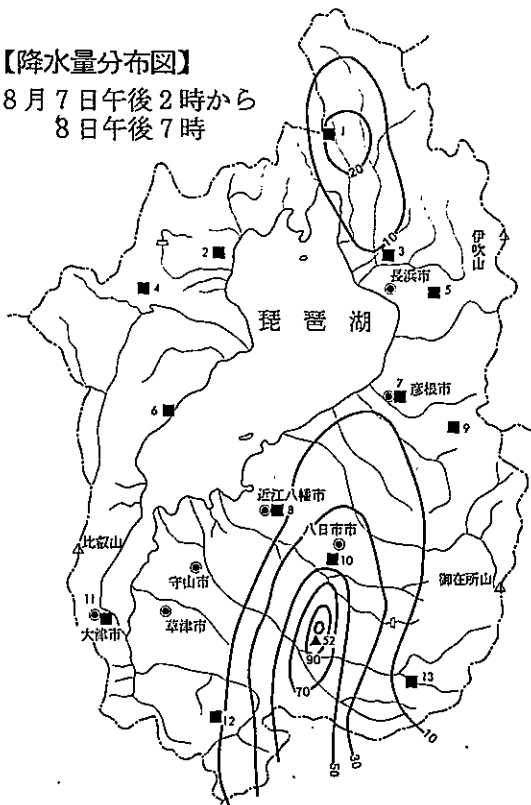 【降水量分布図】
8月7日午後2時から
8日午後7時
1
20
10
伊吹山
2
3
長浜市
4
5
琵琶湖
7
彦根市
6
9
近江八幡市
8
八日市市
比叡山
10
守山市
御在所山
11
大津市
草津市
52
90
70
13
12
10
30
50